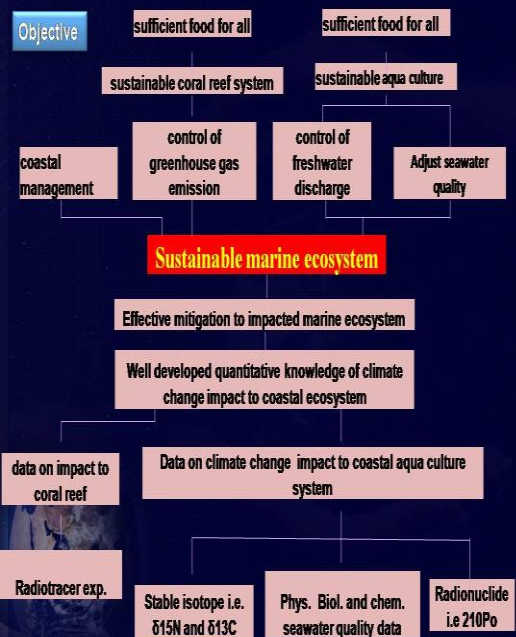 Objective
sufficient food for all
sufficient food for all
sustainable coral reef system
sustainable aqua culture
coastal
management
control of
greenhouse gas
emission
control of
freshwater
discharge
Adjust seawater
quality
Sustainable marine ecosystem
Effective mitigation to impacted marine ecosystem
Well developed quantitative knowledge of climate
change impact to coastal ecosystem
data on impact to
coral reef
Data on climate change impact to coastal aqua culture
system
Radiotracer exp.
Stable isotope i.e.
δ15N and δ13C
Phys. Biol. and chem.
seawater quality data
Radionuclide
i.e 210Po